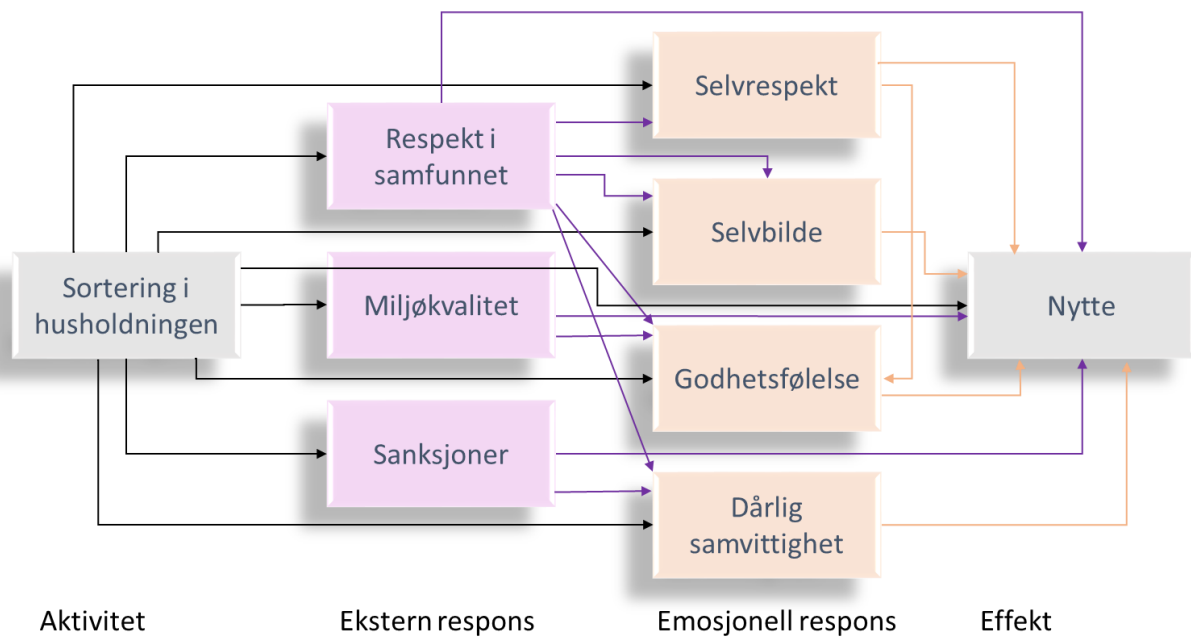 Selvrespekt
Respekt i
samfunnet
Selvbilde
Sortering i
husholdningen
Miljøkvalitet
Nytte
Godhetsfølelse
Sanksjoner
Dårlig
samvittighet
Aktivitet
Ekstern respons
Emosjonell respons
Effekt